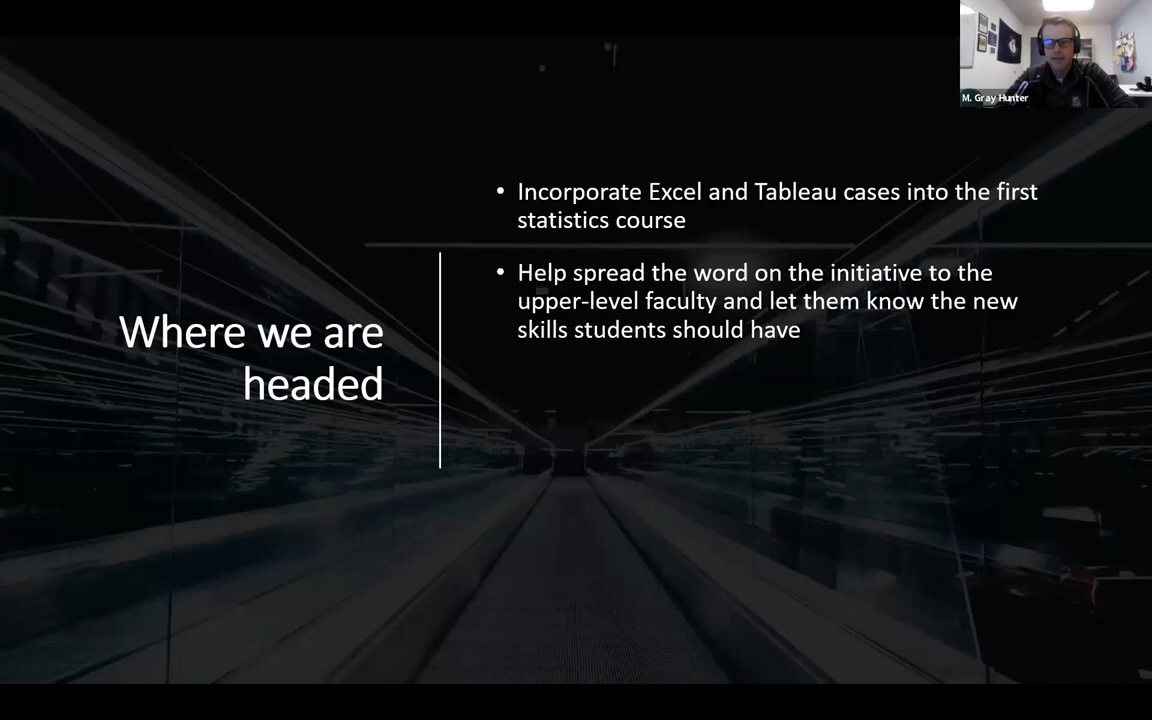 M. Gray Hunter
Where we are
headed
• Incorporate Excel and Tableau cases into the first
statistics course
• Help spread the word on the initiative to the
upper-level faculty and let them know the new
skills students should have